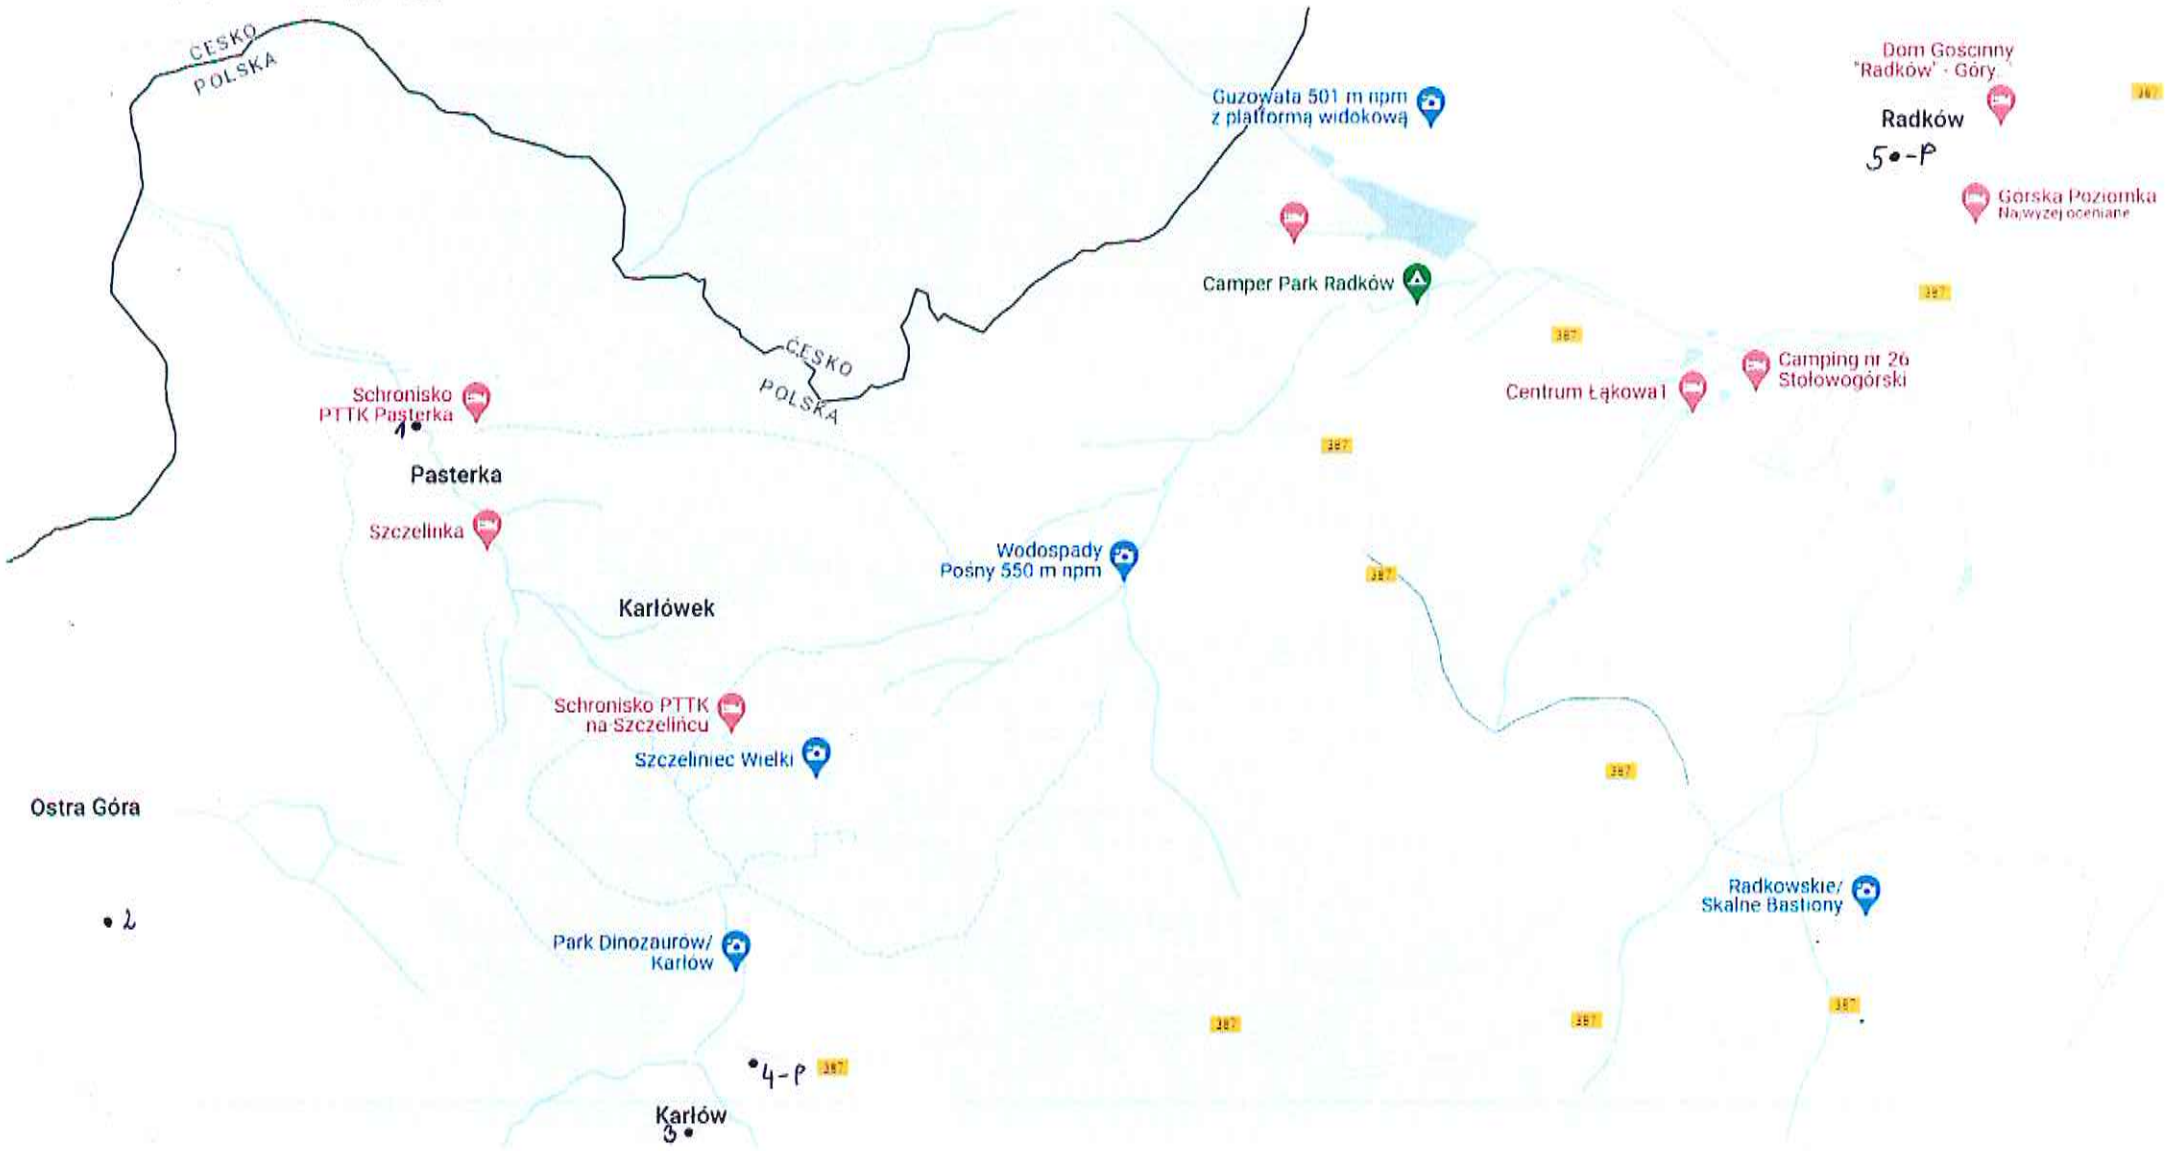 ČESKO
POLSKA
Guzowata 501 m npm
z platformą widokową
Dom Gościnny
"Radków" - Góry...
387
Radków
5•-P
Górska Poziomka
Najwyżej oceniane
Camper Park Radków
387
387
ČESKO
POLSKA
Schronisko
PTTK Pasterka
1•
Centrum Łąkowa1
Camping nr 26
Stołowogórski
387
Pasterka
Szczelinka
Wodospady
Pośny 550 m npm
387
Karłówek
Schronisko PTTK
na Szczelińcu
Szczeliniec Wielki
387
Ostra Góra
• 2
Radkowskie/
Skalne Bastiony
Park Dinozaurów/
Karłów
387
387
387
•4-P
387
Karłów
3•